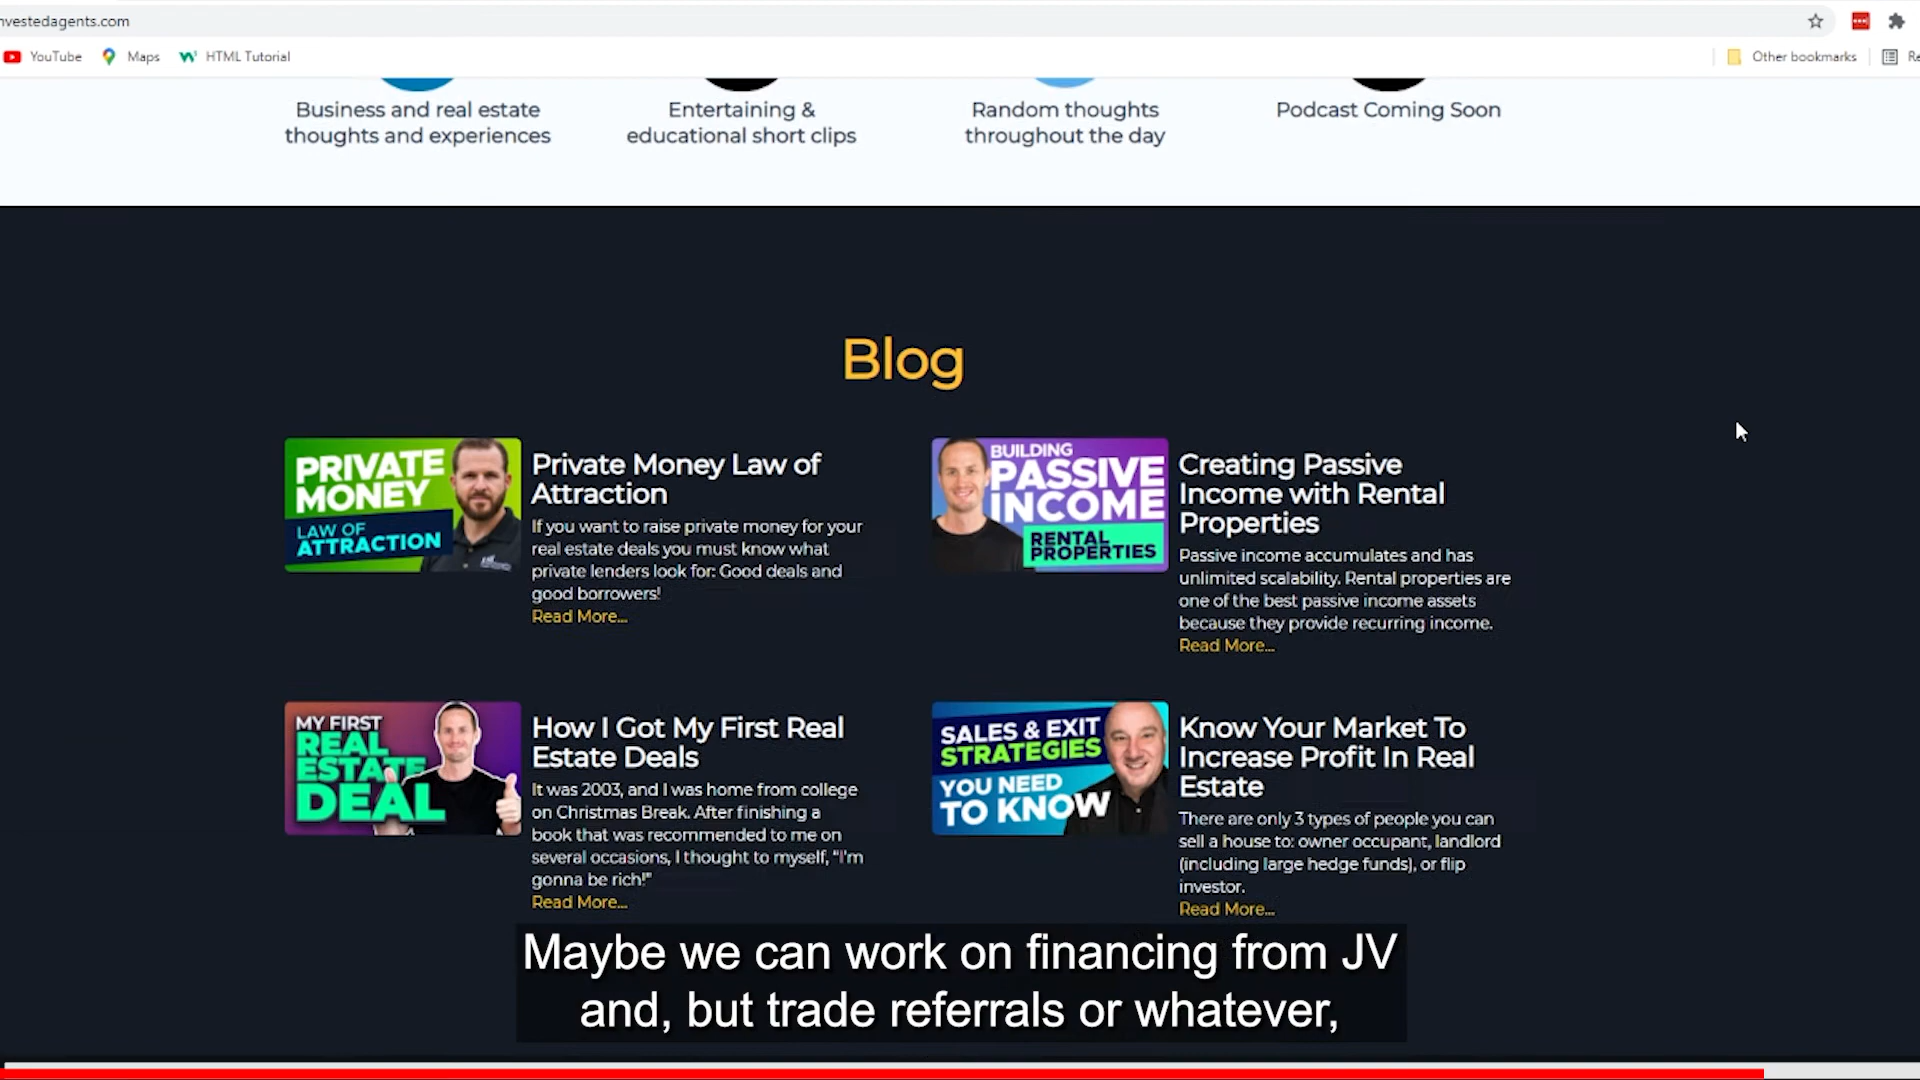 nvestedagents.com
YouTube
Maps
HTML Tutorial
Other bookmarks
Re
Business and real estate
thoughts and experiences
Entertaining &
educational short clips
Random thoughts
throughout the day
Podcast Coming Soon
Blog
PRIVATE
MONEY
LAW OF
ATTRACTION
Private Money Law of
Attraction
If you want to raise private money for your
real estate deals you must know what
private lenders look for: Good deals and
good borrowers!
Read More...
BUILDING
PASSIVE
INCOME
RENTAL
PROPERTIES
Creating Passive
Income with Rental
Properties
Passive income accumulates and has
unlimited scalability. Rental properties are
one of the best passive income assets
because they provide recurring income.
Read More...
MY FIRST
REAL
ESTATE
DEAL
How I Got My First Real
Estate Deals
It was 2003, and I was home from college
on Christmas Break. After finishing a
book that was recommended to me on
several occasions, I thought to myself, "I'm
gonna be rich!"
Read More...
SALES & EXIT
STRATEGIES
YOU NEED
TO KNOW
Know Your Market To
Increase Profit In Real
Estate
There are only 3 types of people you can
sell a house to: owner occupant, landlord
(including large hedge funds), or flip
investor.
Read More...
Maybe we can work on financing from JV
and, but trade referrals or whatever,